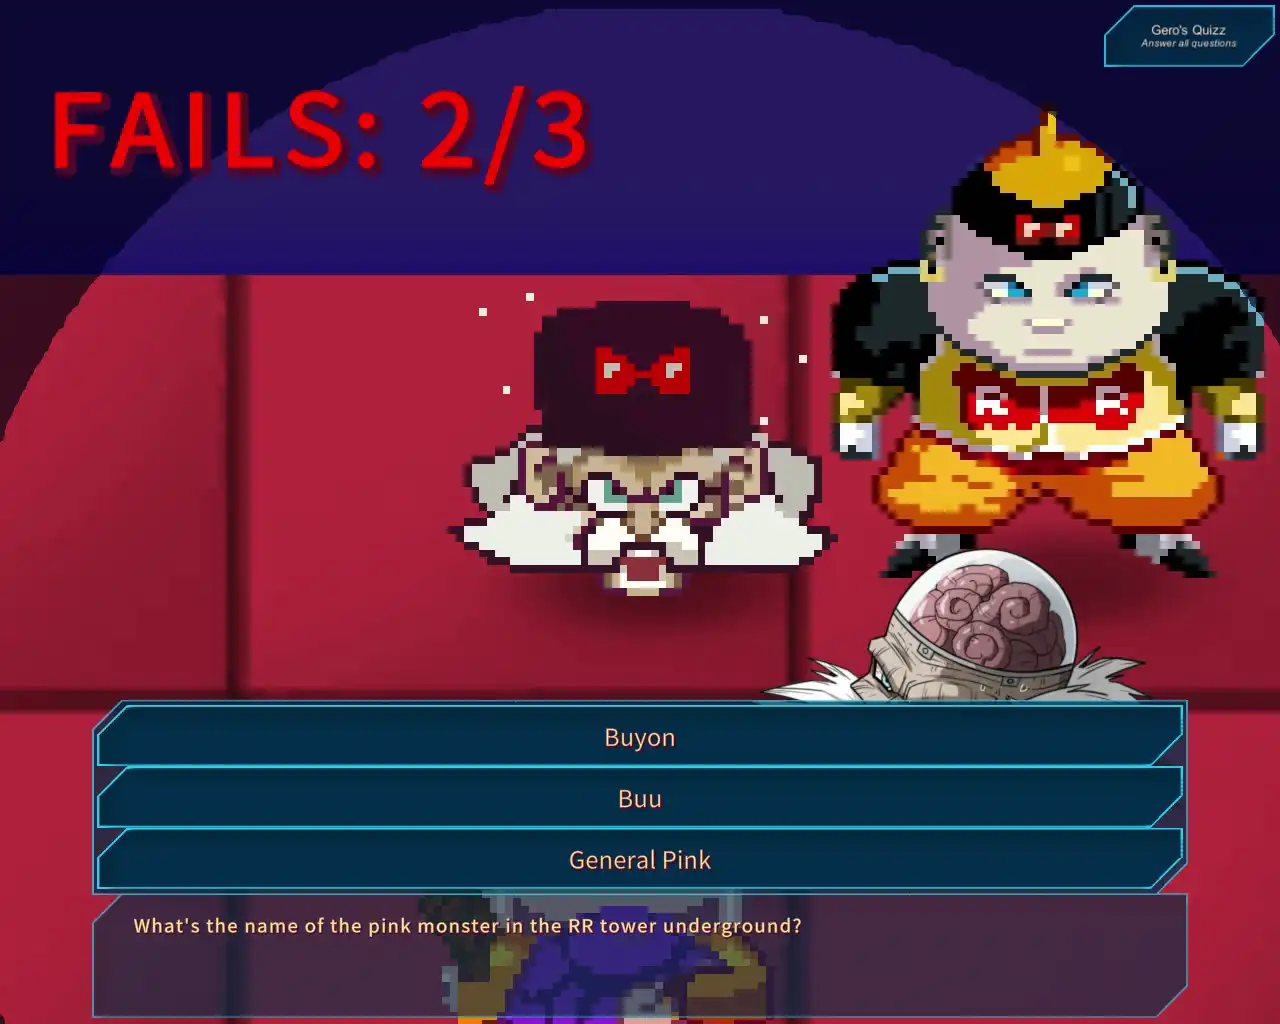 Gero's Quizz
Answer all questions
FAILS: 2/3
R R
Buyon
Buu
General Pink
What's the name of the pink monster in the RR tower underground?